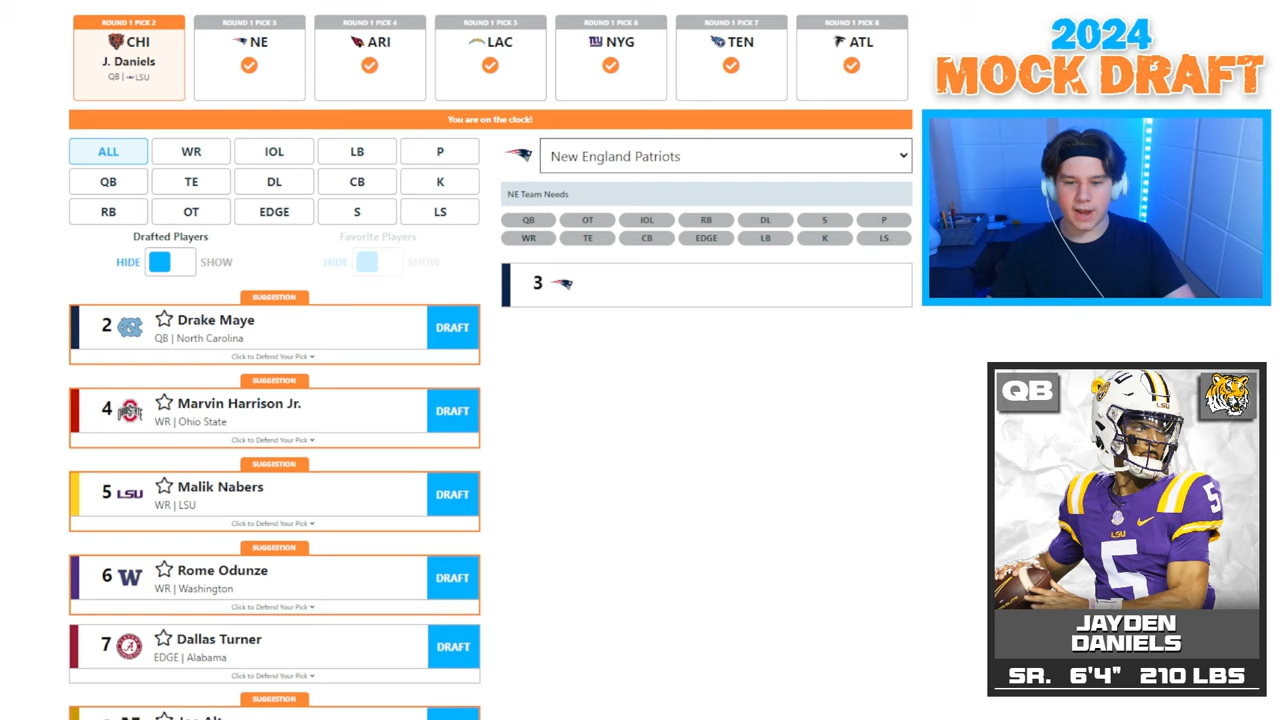 ROUND 1 PICK 2
CHI
J. Daniels
QB | LSU
ROUND 1 PICK 3
NE
ROUND 1 PICK 4
ARI
ROUND 1 PICK 5
LAC
ROUND 1 PICK 6
NYG
ROUND 1 PICK 7
TEN
ROUND 1 PICK 8
ATL
2024
MOCK DRAFT
You are on the clock!
ALL WR IOL LB P
QB TE DL CB K
RB OT EDGE S LS
Drafted Players
HIDE SHOW
Favorite Players
HIDE SHOW
New England Patriots
NE Team Needs
QB OT IOL RB DL S P
WR TE CB EDGE LB K LS
3
SUGGESTION
2 Drake Maye DRAFT
QB | North Carolina
Click to Defend Your Pick
SUGGESTION
4 Marvin Harrison Jr. DRAFT
WR | Ohio State
Click to Defend Your Pick
SUGGESTION
5 LSU Malik Nabers DRAFT
WR | LSU
Click to Defend Your Pick
SUGGESTION
6 W Rome Odunze DRAFT
WR | Washington
Click to Defend Your Pick
7 Dallas Turner DRAFT
EDGE | Alabama
Click to Defend Your Pick
SUGGESTION
QB
LSU
5
JAYDEN
DANIELS
SR. 6'4" 210 LBS